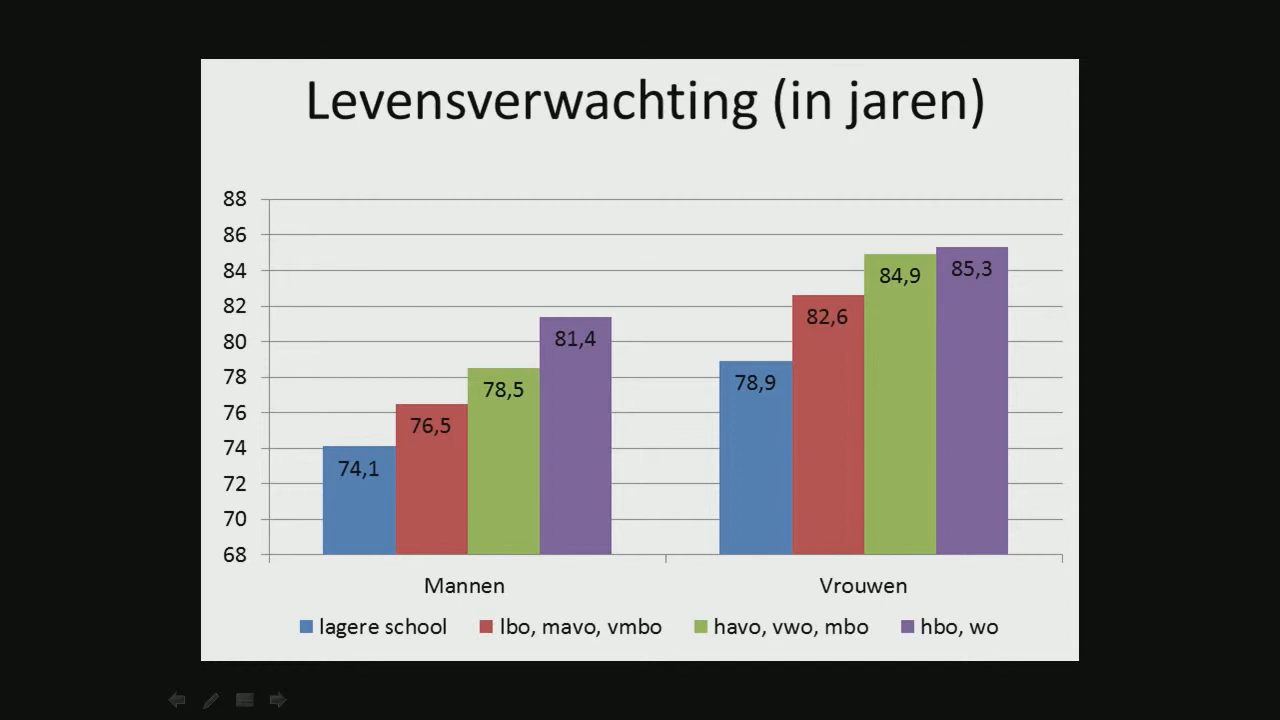 Levensverwachting (in jaren)
88
86
84
82
80
78
76
74
72
70
68
74,1
76,5
78,5
81,4
78,9
82,6
84,9
85,3
Mannen
Vrouwen
lagere school
lbo, mavo, vmbo
havo, vwo, mbo
hbo, wo